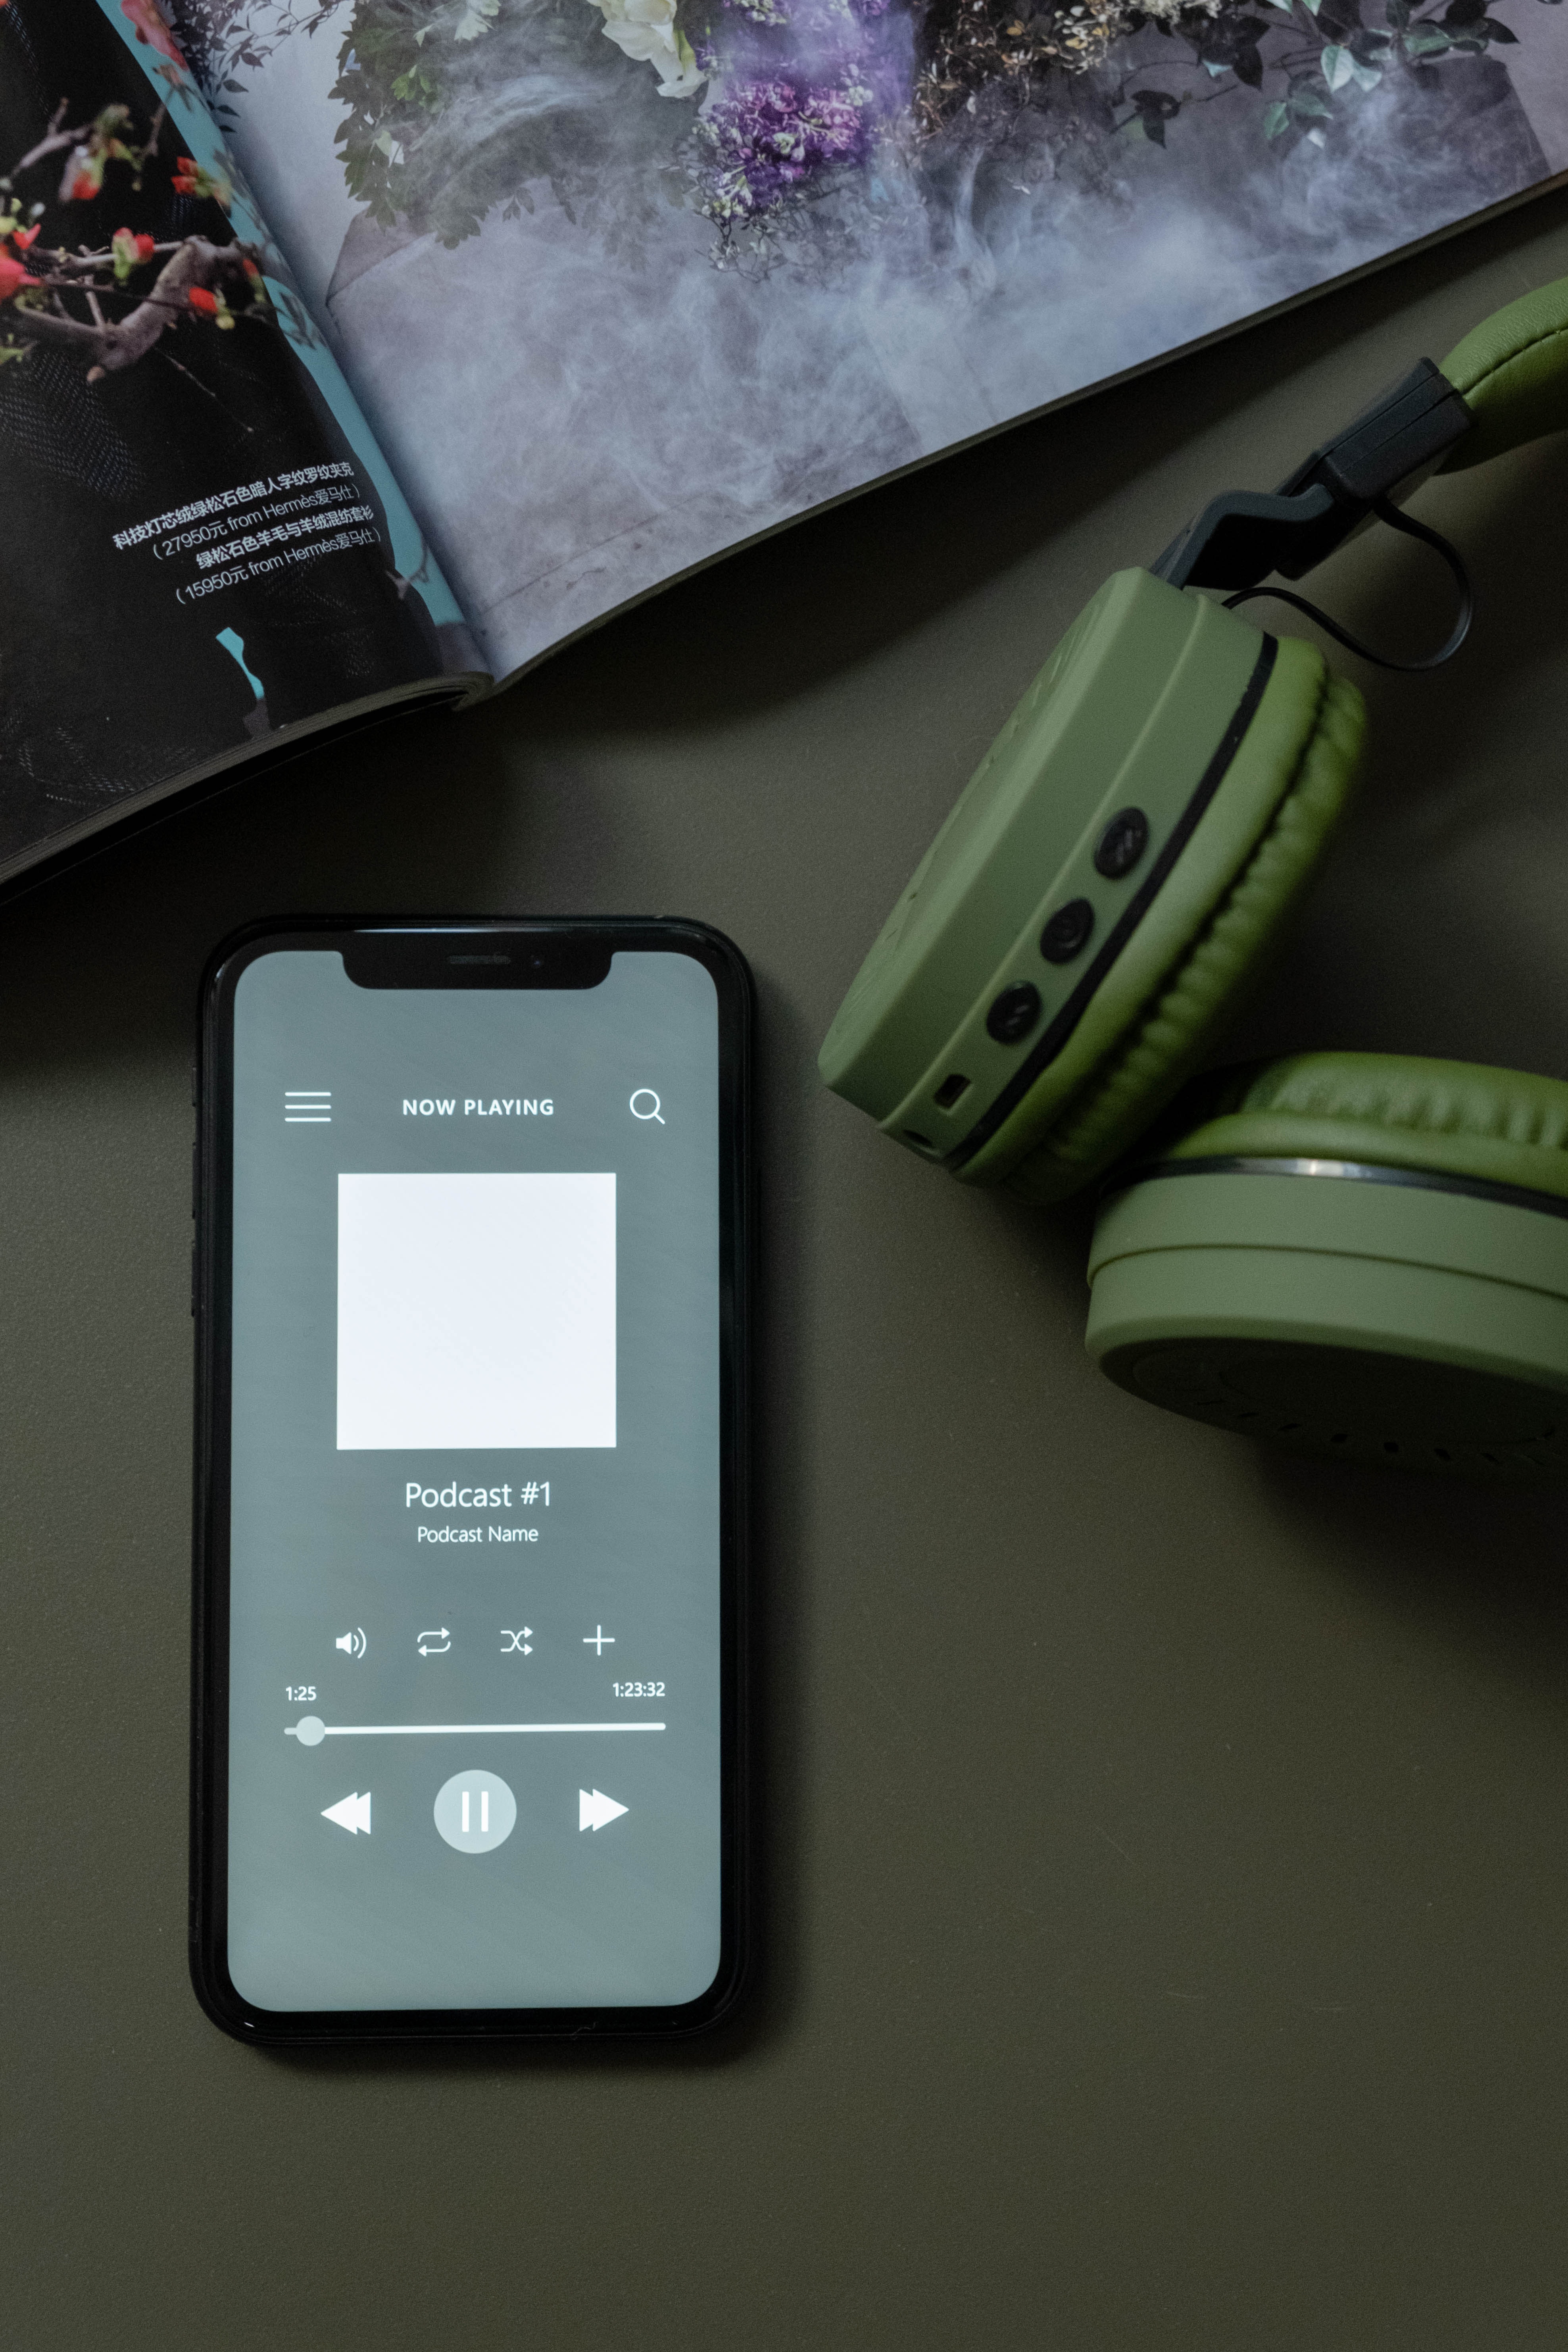 科技灯芯绒绿松石色暗人字纹罗纹夹克
（27950元 from Hermès爱马仕）
绿松石色羊毛与羊绒混纺套衫
（15950元 from Hermès爱马仕）
NOW PLAYING
Podcast #1
Podcast Name
1:25 1:23:32